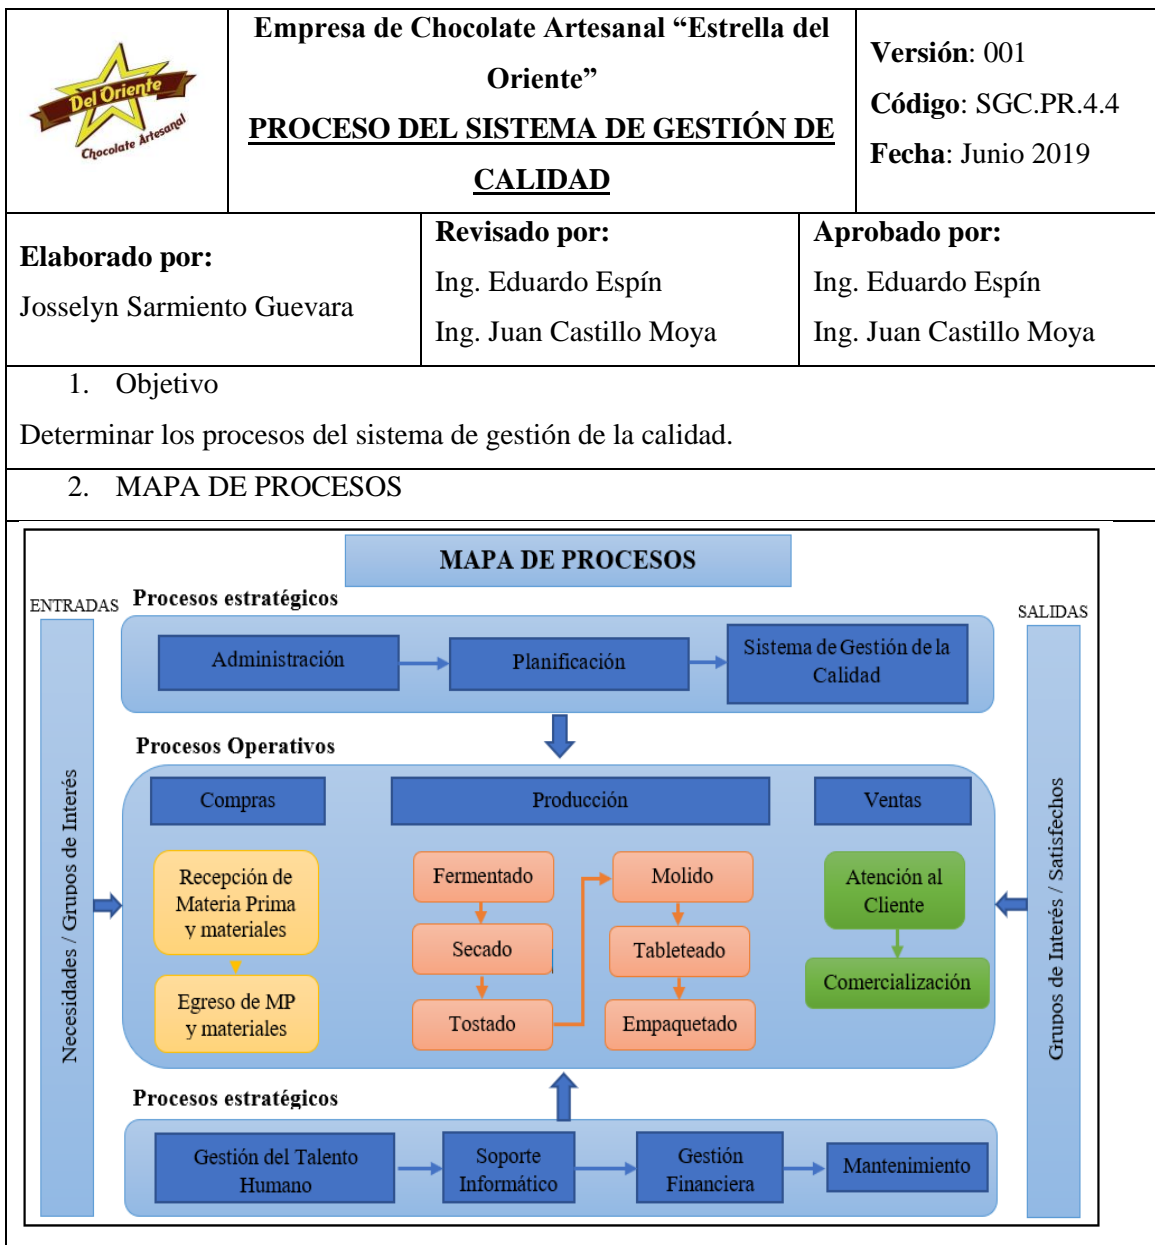 Del Oriente
Chocolate Artesanal
Empresa de Chocolate Artesanal “Estrella del
Oriente”
PROCESO DEL SISTEMA DE GESTIÓN DE
CALIDAD
Versión: 001
Código: SGC.PR.4.4
Fecha: Junio 2019
Elaborado por:
Josselyn Sarmiento Guevara
Revisado por:
Ing. Eduardo Espín
Ing. Juan Castillo Moya
Aprobado por:
Ing. Eduardo Espín
Ing. Juan Castillo Moya
1. Objetivo
Determinar los procesos del sistema de gestión de la calidad.
2. MAPA DE PROCESOS
MAPA DE PROCESOS
ENTRADAS
Necesidades / Grupos de Interés
Procesos estratégicos
Administración
Planificación
Sistema de Gestión de la
Calidad
Procesos Operativos
Compras
Recepción de
Materia Prima
y materiales
Egreso de MP
y materiales
Producción
Fermentado
Secado
Tostado
Molido
Tableteado
Empaquetado
Ventas
Atención al
Cliente
Comercialización
Procesos estratégicos
Gestión del Talento
Humano
Soporte
Informático
Gestión
Financiera
Mantenimiento
SALIDAS
Grupos de Interés / Satisfechos